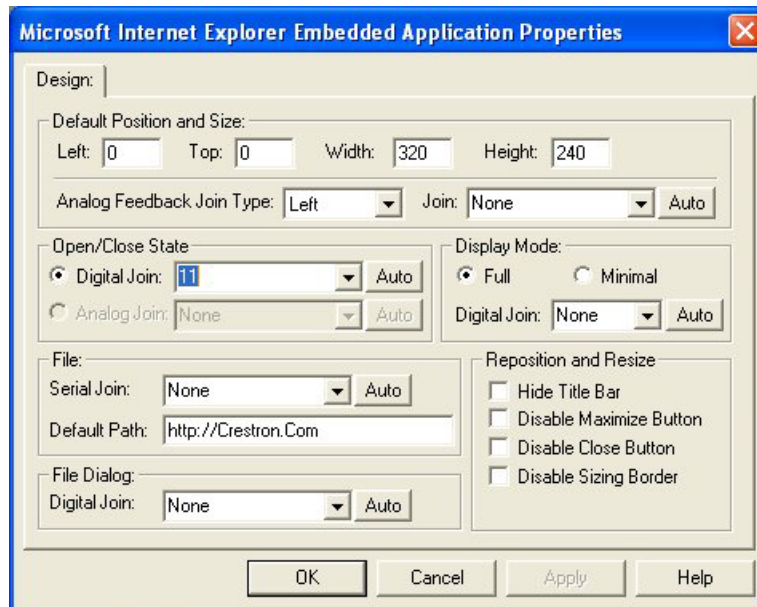 Microsoft Internet Explorer Embedded Application Properties
Design:
Default Position and Size:
Left: 0 Top: 0 Width: 320 Height: 240
Analog Feedback Join Type: Left Join: None Auto
Open/Close State
Digital Join: 11 Auto
Analog Join: None Auto
Display Mode:
Full Minimal
Digital Join: None Auto
File:
Serial Join: None Auto
Default Path: http://Crestron.Com
File Dialog:
Digital Join: None Auto
Reposition and Resize
Hide Title Bar
Disable Maximize Button
Disable Close Button
Disable Sizing Border
OK Cancel Apply Help